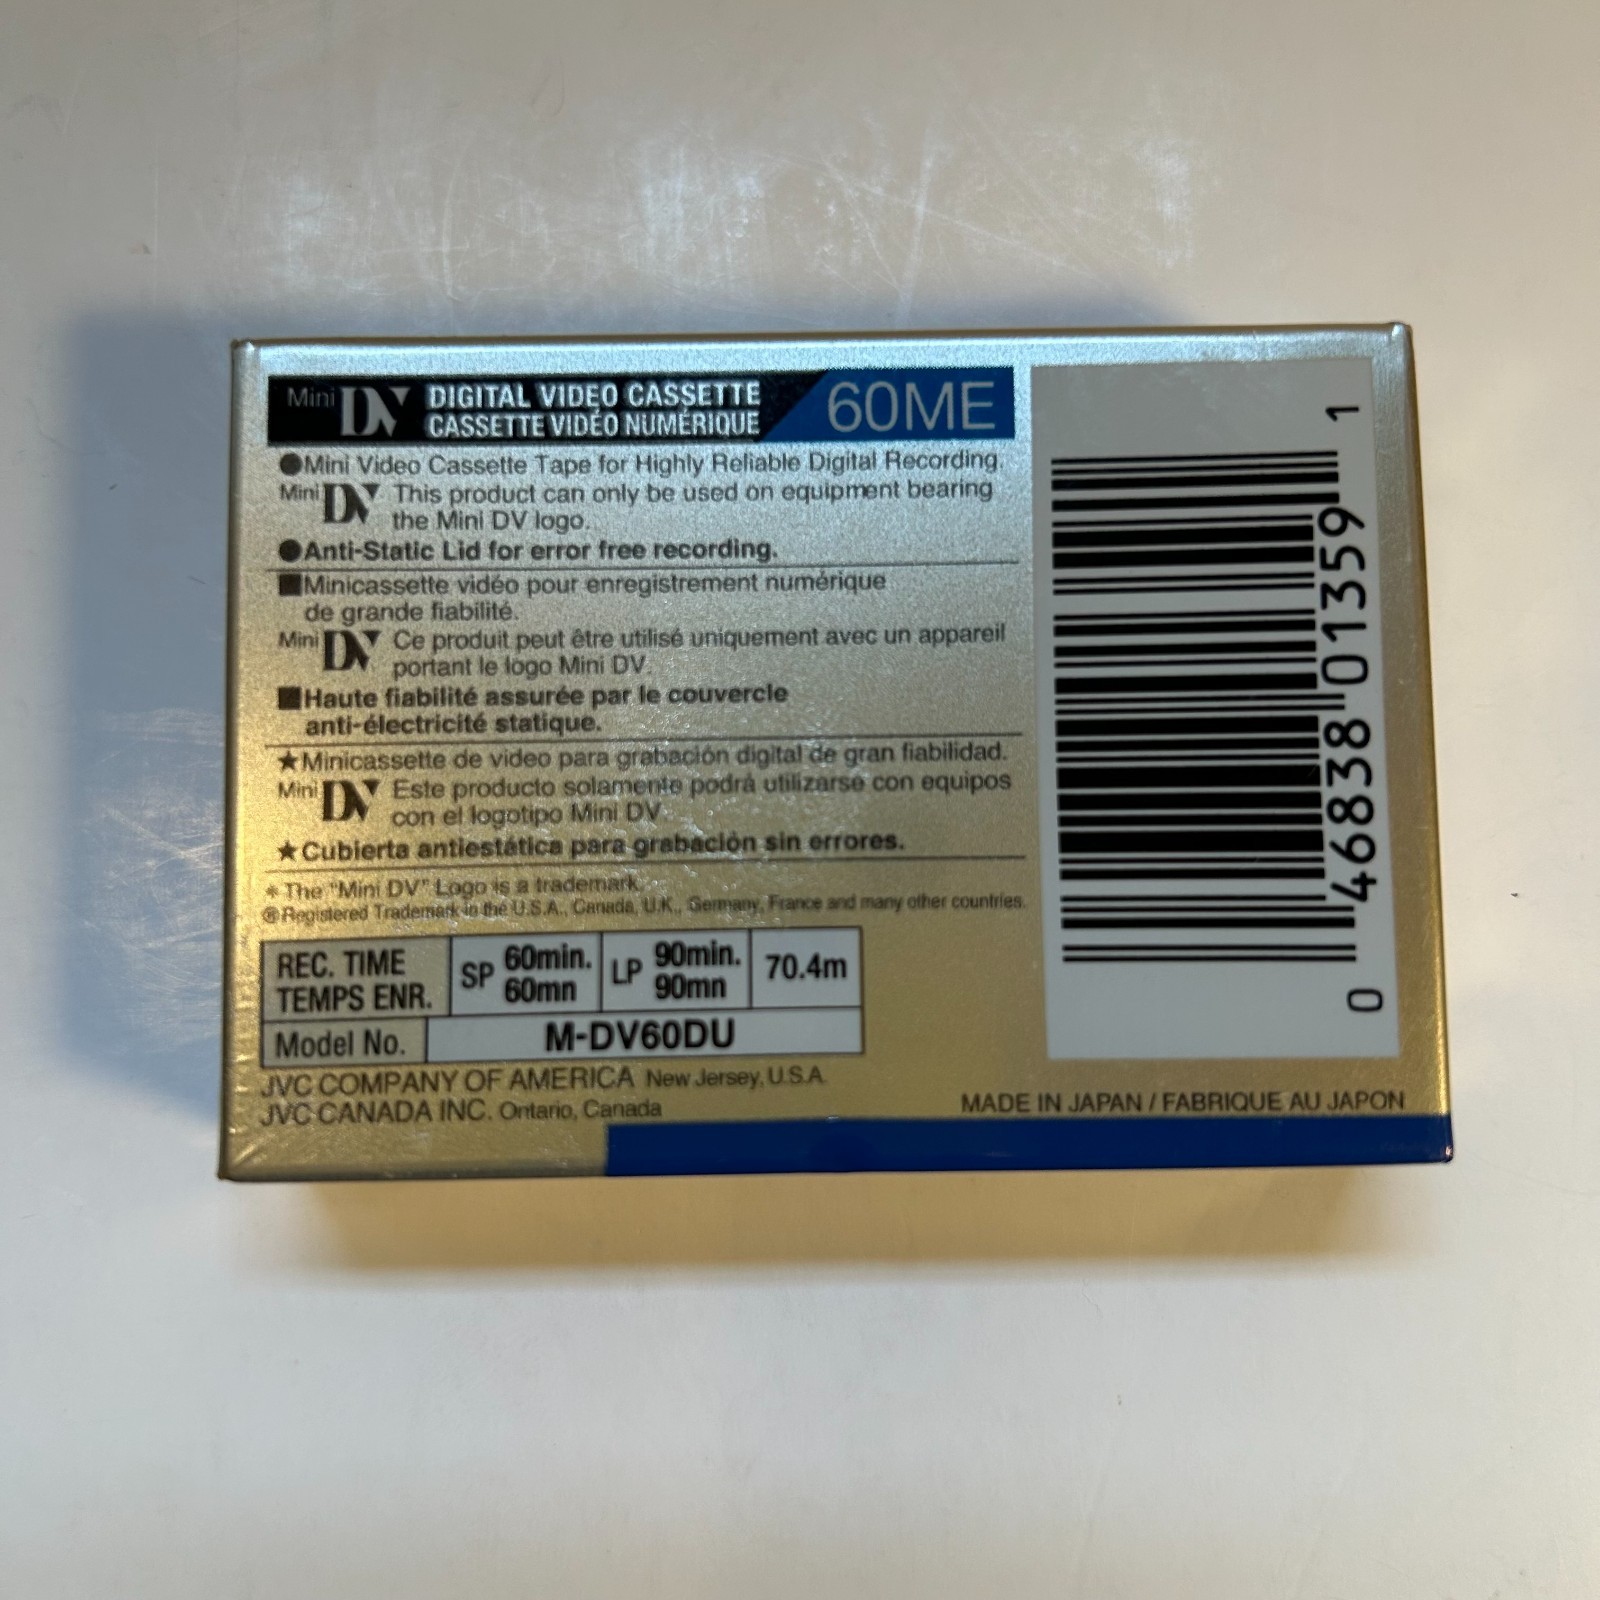 Mini DV DIGITAL VIDEO CASSETTE
CASSETTE VIDÉO NUMÉRIQUE
60ME
●Mini Video Cassette Tape for Highly Reliable Digital Recording.
Mini DV This product can only be used on equipment bearing
the Mini DV logo.
●Anti-Static Lid for error free recording.
■Minicassette vidéo pour enregistrement numérique
de grande fiabilité.
Mini DV Ce produit peut être utilisé uniquement avec un appareil
portant le logo Mini DV.
■Haute fiabilité assurée par le couvercle
anti-électricité statique.
★Minicassette de video para grabación digital de gran fiabilidad.
Mini DV Este producto solamente podrá utilizarse con equipos
con el logotipo Mini DV.
★Cubierta antiestática para grabación sin errores.
* The "Mini DV" Logo is a trademark.
®Registered Trademark in the U.S.A., Canada, U.K., Germany, France and many other countries.
REC. TIME
TEMPS ENR.
SP 60min.
60mn
LP 90min.
90mn
70.4m
Model No. M-DV60DU
JVC COMPANY OF AMERICA New Jersey, U.S.A.
JVC CANADA INC. Ontario, Canada
MADE IN JAPAN / FABRIQUE AU JAPON
0 46838 01359 1